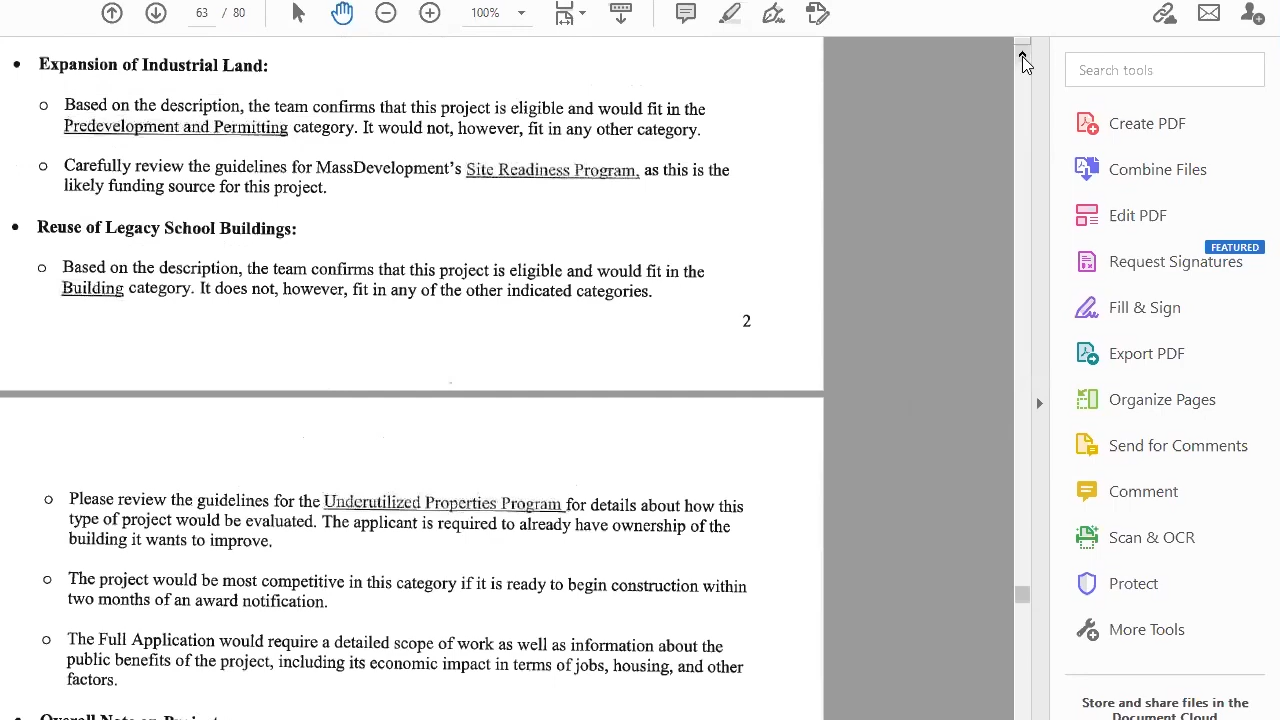 63 / 80 100%
• Expansion of Industrial Land:
o Based on the description, the team confirms that this project is eligible and would fit in the
Predevelopment and Permitting category. It would not, however, fit in any other category.
o Carefully review the guidelines for MassDevelopment's Site Readiness Program, as this is the
likely funding source for this project.
• Reuse of Legacy School Buildings:
o Based on the description, the team confirms that this project is eligible and would fit in the
Building category. It does not, however, fit in any of the other indicated categories.
2
o Please review the guidelines for the Underutilized Properties Program for details about how this
type of project would be evaluated. The applicant is required to already have ownership of the
building it wants to improve.
o The project would be most competitive in this category if it is ready to begin construction within
two months of an award notification.
o The Full Application would require a detailed scope of work as well as information about the
public benefits of the project, including its economic impact in terms of jobs, housing, and other
factors.
• Overall Note on Project
Search tools
Create PDF
Combine Files
Edit PDF
FEATURED
Request Signatures
Fill & Sign
Export PDF
Organize Pages
Send for Comments
Comment
Scan & OCR
Protect
More Tools
Store and share files in the
Document Cloud